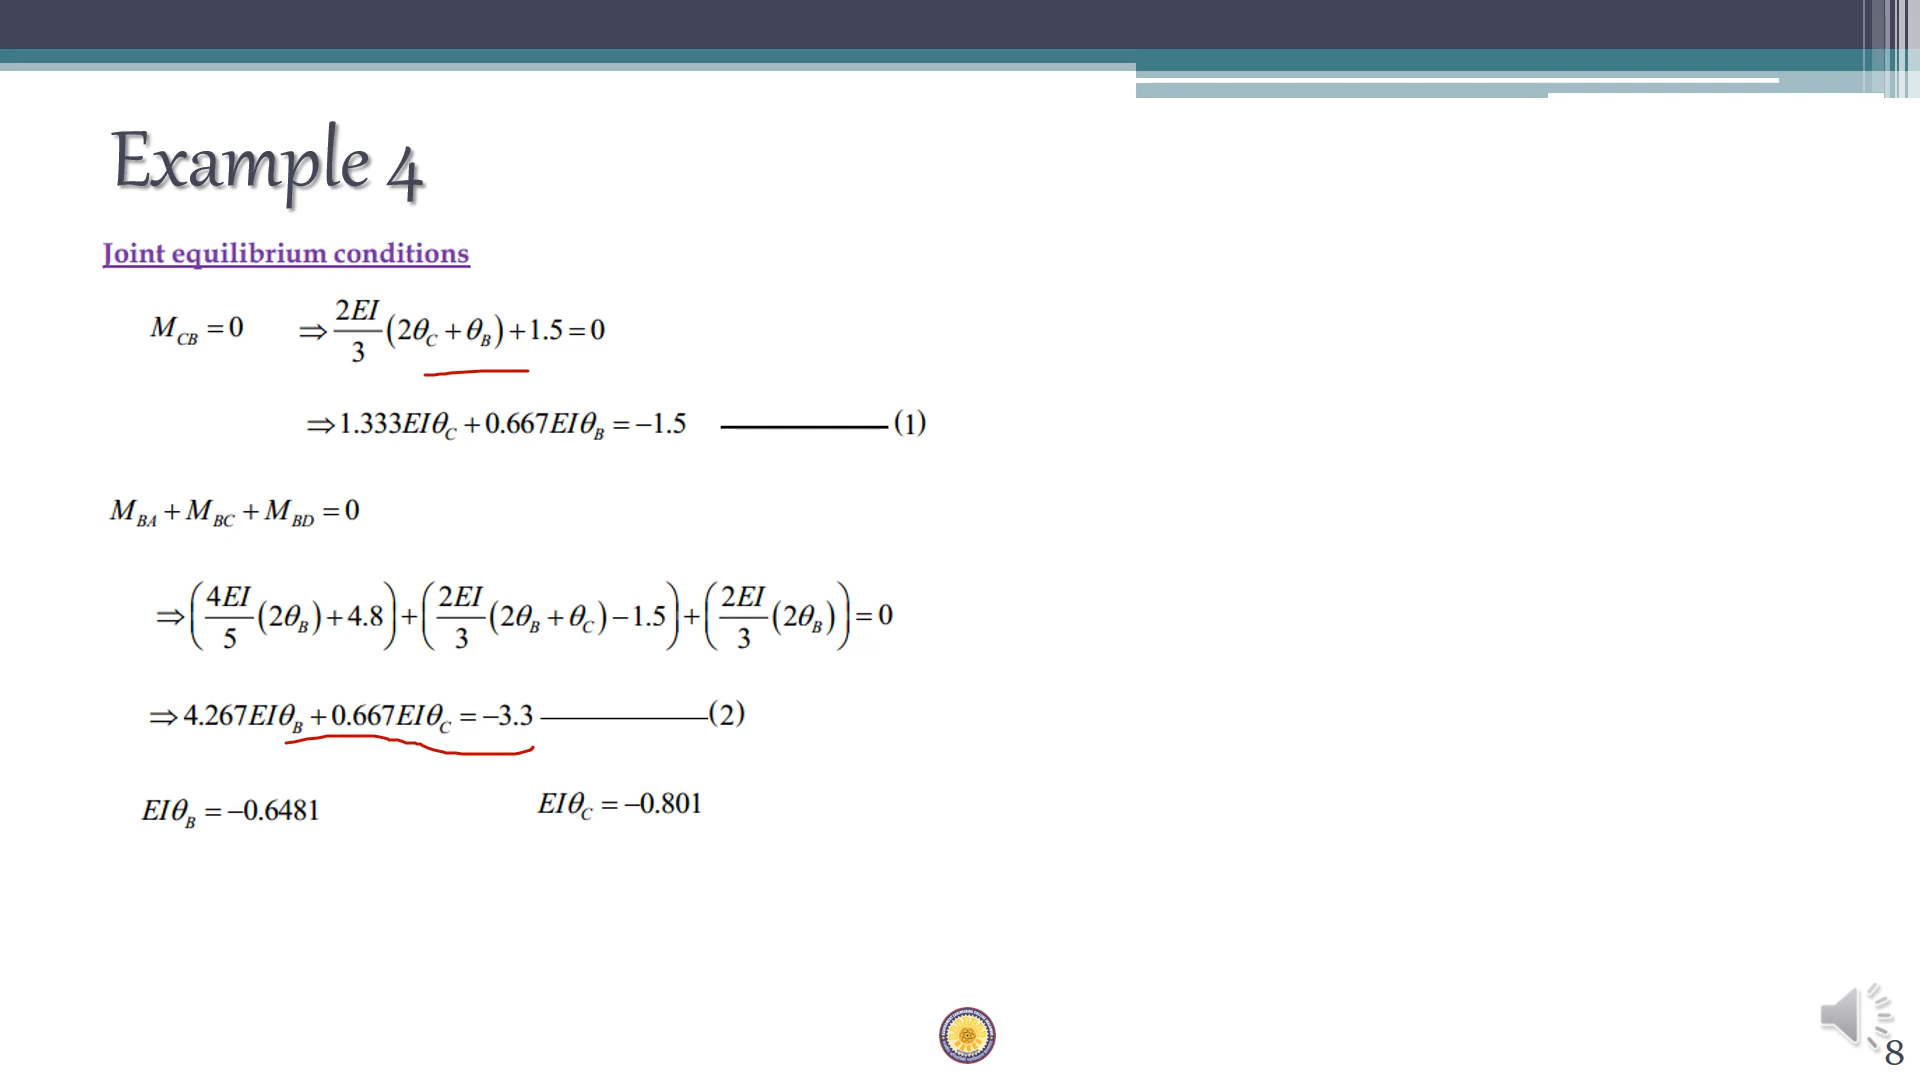 Example 4
Joint equilibrium conditions
M_CB = 0 ⇒ 2EI/3 (2θ_C + θ_B) + 1.5 = 0
⇒ 1.333EIθ_C + 0.667EIθ_B = −1.5 (1)
M_BA + M_BC + M_BD = 0
⇒ (4EI/5 (2θ_B) + 4.8) + (2EI/3 (2θ_B + θ_C) − 1.5) + (2EI/3 (2θ_B)) = 0
⇒ 4.267EIθ_B + 0.667EIθ_C = −3.3 (2)
EIθ_B = −0.6481 EIθ_C = −0.801
8